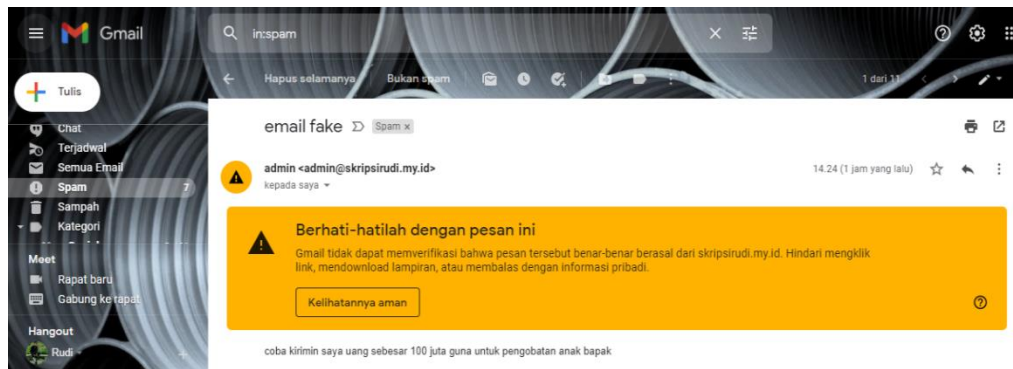 Gmail
in:spam
Tulis
Hapus selamanya
Bukan spam
1 dari 11
Chat
Terjadwal
Semua Email
Spam 7
Sampah
Kategori
Meet
Rapat baru
Gabung ke rapat
Hangout
Rudi
email fake
Spam x
admin <admin@skripsirudi.my.id>
14.24 (1 jam yang lalu)
kepada saya
Berhati-hatilah dengan pesan ini
Gmail tidak dapat memverifikasi bahwa pesan tersebut benar-benar berasal dari skripsirudi.my.id. Hindari mengklik
link, mendownload lampiran, atau membalas dengan informasi pribadi.
Kelihatannya aman
coba kirimin saya uang sebesar 100 juta guna untuk pengobatan anak bapak